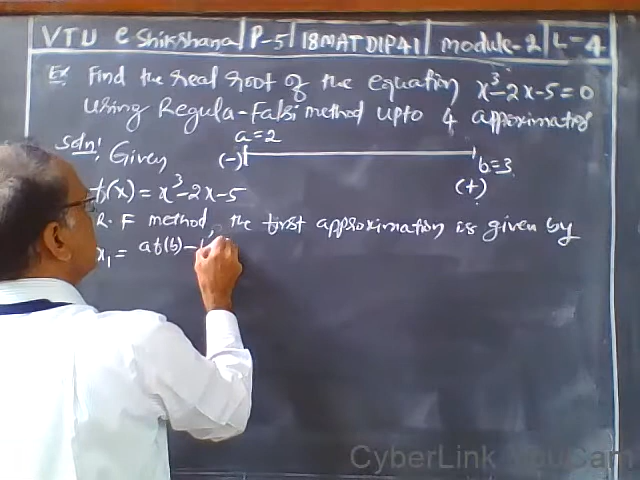 VTU e Shikshana | P-5 | 18MATDIP41 | module-2 | L-4
Ex: Find the real root of the equation x³-2x-5=0
using Regula-Falsi method upto 4 approximations
Soln: Given
a=2
(-)
b=3
(+)
f(x) = x³-2x-5
R.F method, the first approximation is given by
x₁ = af(b) -
CyberLink YouCam